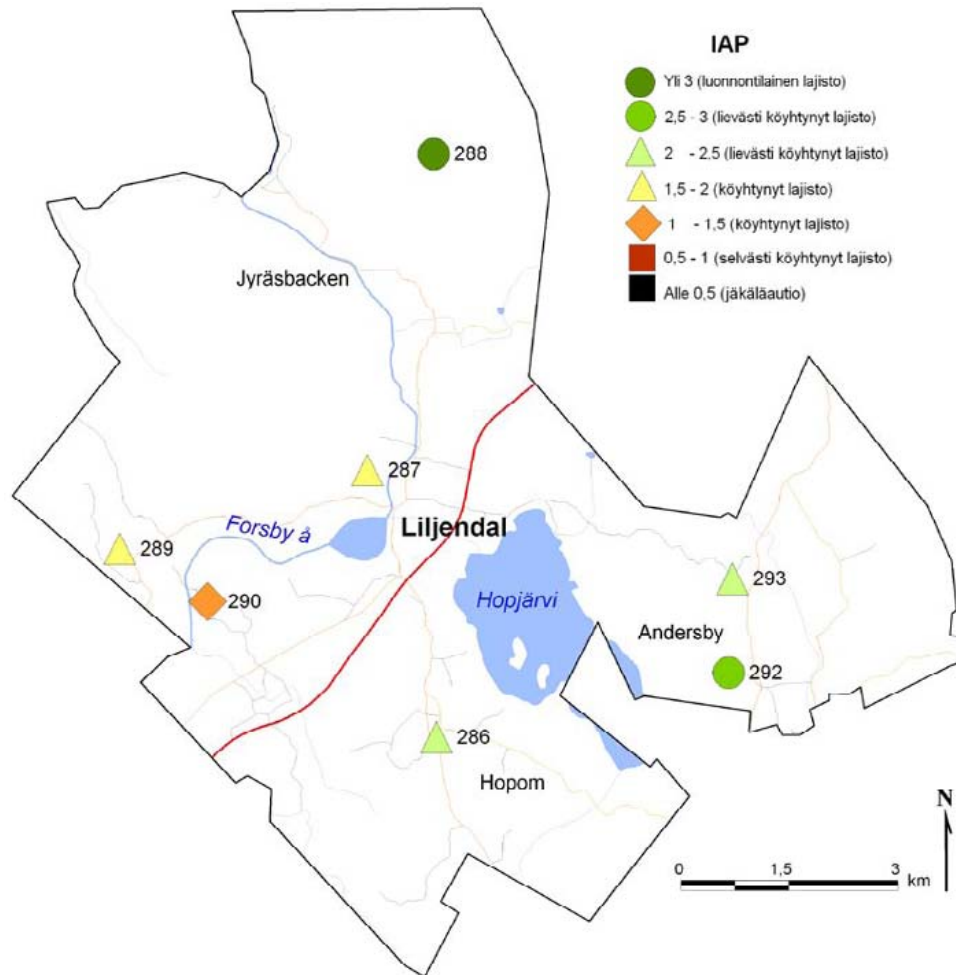 IAP
Yli 3 (luonnontilainen lajisto)
2,5 - 3 (lievästi köyhtynyt lajisto)
2 - 2.5 (lievästi köyhtynyt lajisto)
1,5 - 2 (köyhtynyt lajisto)
1 - 1,5 (köyhtynyt lajisto)
0,5 - 1 (selvästi köyhtynyt lajisto)
Alle 0,5 (jäkäläautio)
288
Jyräsbacken
287
Liljendal
Forsby å
289
290
Hopjärvi
293
Andersby
292
286
Hopom
N
0 1,5 3
km